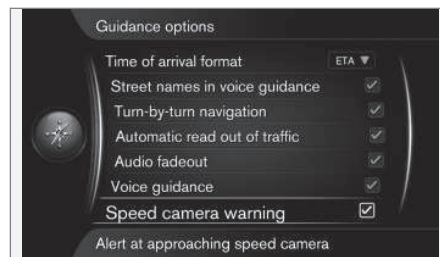 Guidance options
Time of arrival format ETA
Street names in voice guidance
Turn-by-turn navigation
Automatic read out of traffic
Audio fadeout
Voice guidance
Speed camera warning
Alert at approaching speed camera